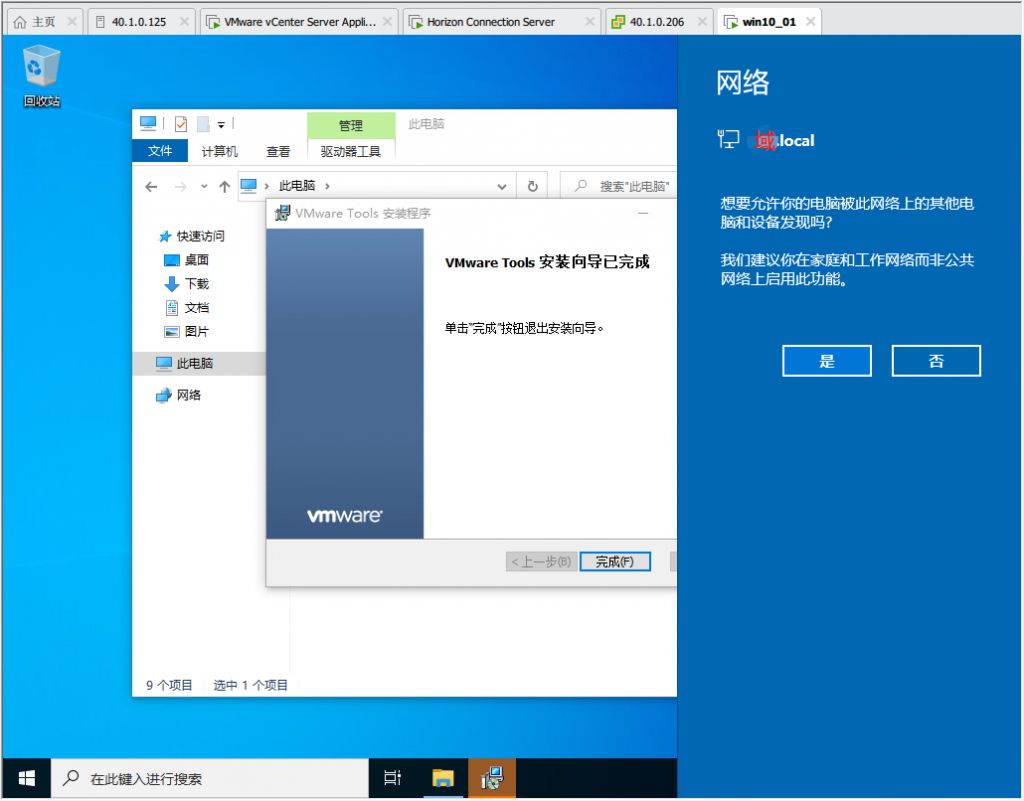 主页
40.1.0.125
VMware vCenter Server Appli...
Horizon Connection Server
40.1.0.206
win10_01
回收站
管理
此电脑
文件
计算机
查看
驱动器工具
此电脑
搜索"此电脑"
快速访问
桌面
下载
文档
图片
此电脑
网络
VMware Tools 安装程序
VMware Tools 安装向导已完成
单击"完成"按钮退出安装向导。
vmware
< 上一步(B)
完成(F)
9 个项目
选中 1 个项目
网络
域.local
想要允许你的电脑被此网络上的其他电
脑和设备发现吗?
我们建议你在家庭和工作网络而非公共
网络上启用此功能。
是
否
在此键入进行搜索